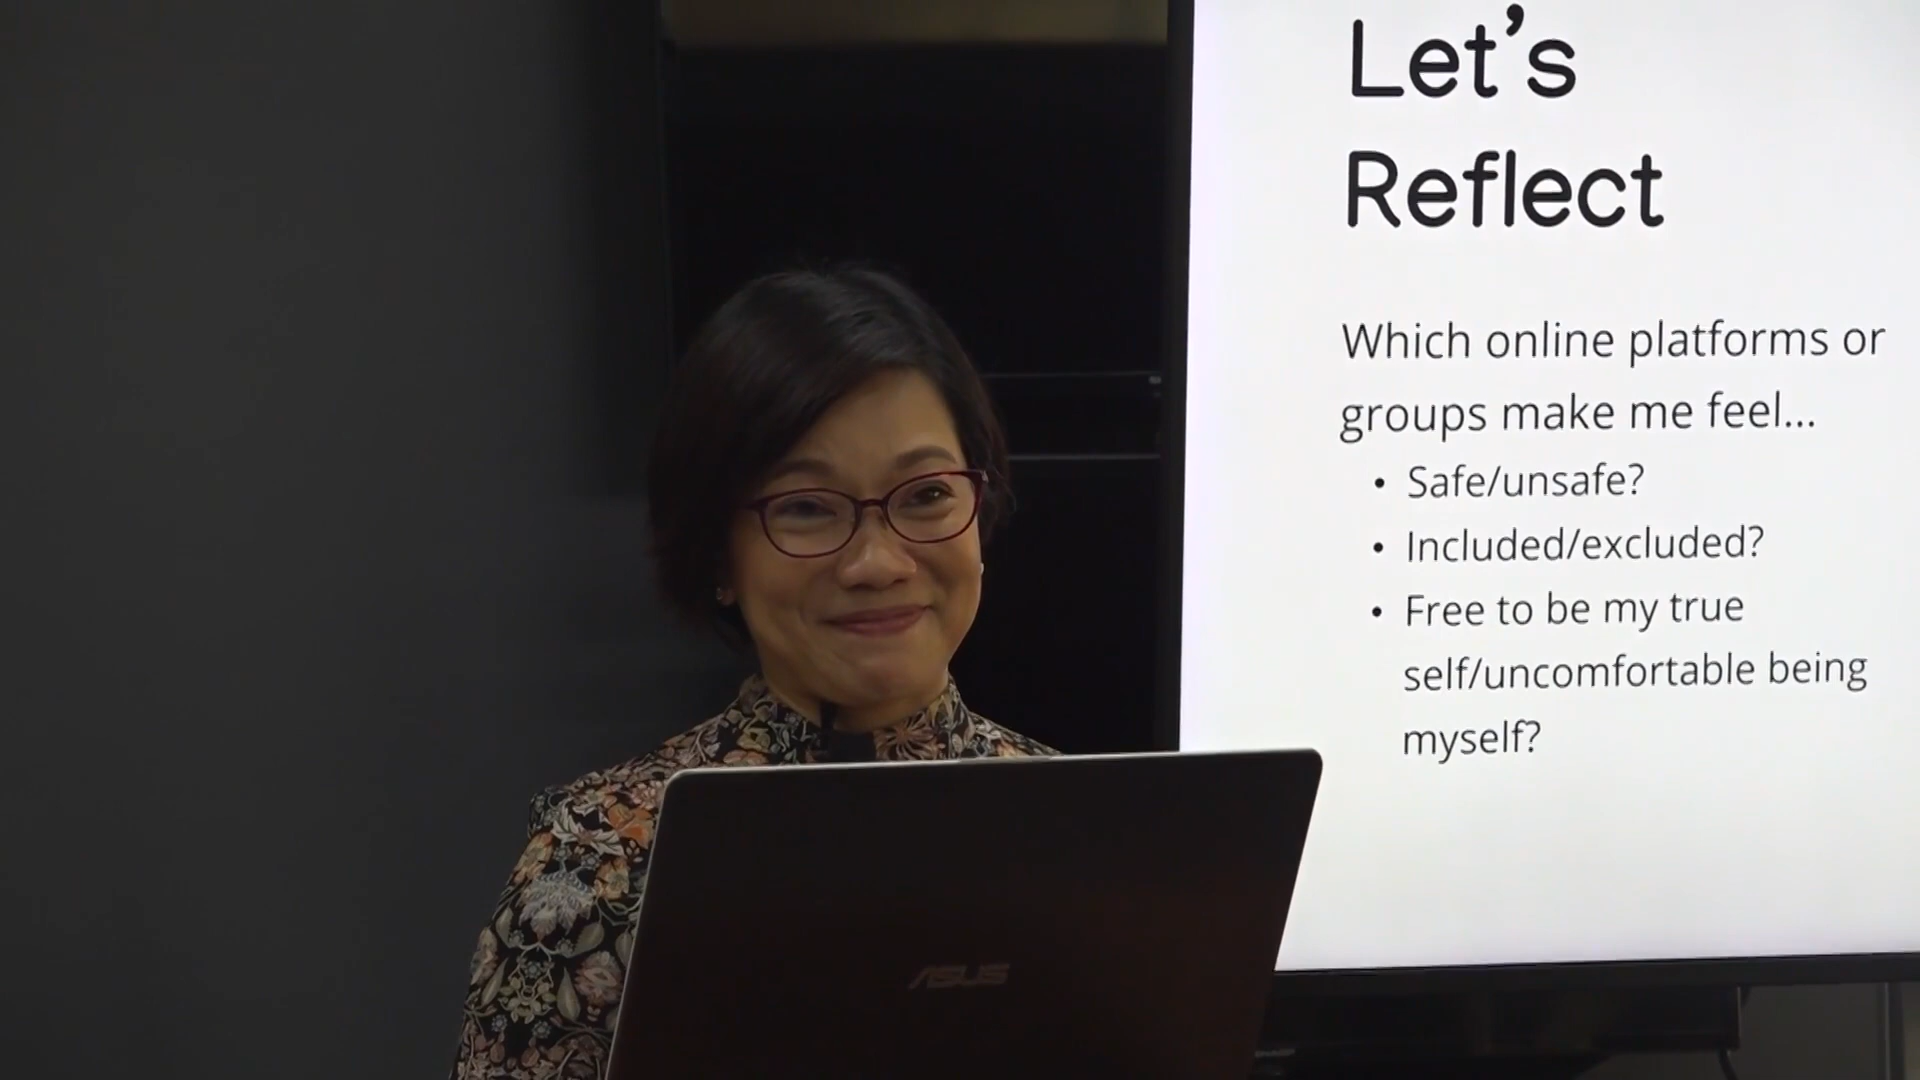 Let's
Reflect
Which online platforms or
groups make me feel...
• Safe/unsafe?
• Included/excluded?
• Free to be my true
self/uncomfortable being
myself?
ASUS